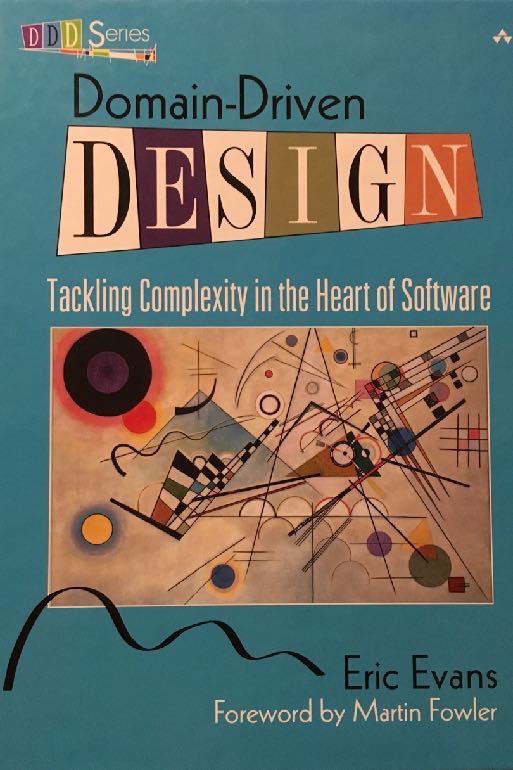 DDD Series
Domain-Driven
DESIGN
Tackling Complexity in the Heart of Software
Eric Evans
Foreword by Martin Fowler